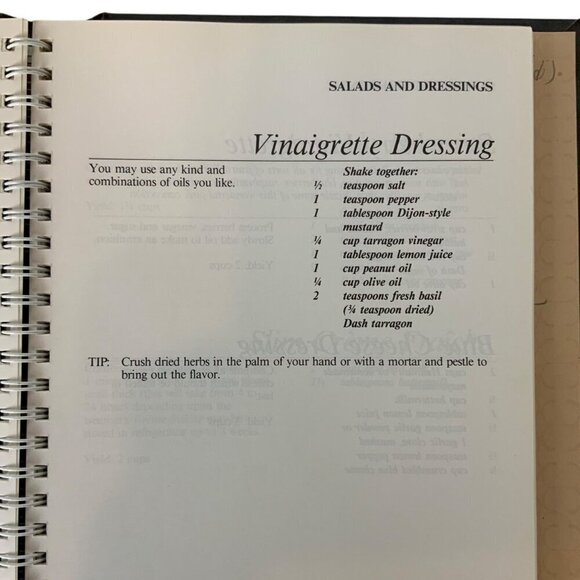 SALADS AND DRESSINGS
Vinaigrette Dressing
You may use any kind and
combinations of oils you like.
Shake together:
½ teaspoon salt
1 teaspoon pepper
1 tablespoon Dijon-style
mustard
¼ cup tarragon vinegar
1 tablespoon lemon juice
1 cup peanut oil
¼ cup olive oil
2 teaspoons fresh basil
(¾ teaspoon dried)
Dash tarragon
TIP: Crush dried herbs in the palm of your hand or with a mortar and pestle to
bring out the flavor.